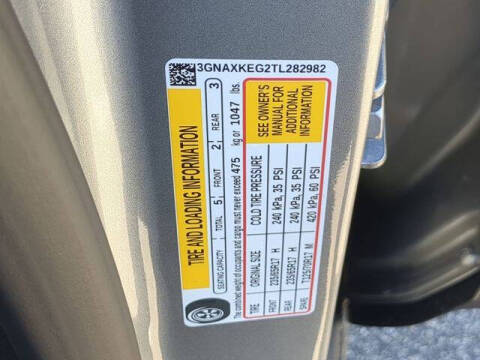 3GNAXKEG2TL282982
TIRE AND LOADING INFORMATION
SEATING CAPACITY TOTAL 5 FRONT 2 REAR 3
The combined weight of occupants and cargo must never exceed 475 kg or 1047 lbs.
TIRE ORIGINAL SIZE COLD TIRE PRESSURE
FRONT 235/65R17 H 240 kPa, 35 PSI
REAR 235/65R17 H 240 kPa, 35 PSI
SPARE T125/70R17 M 420 kPa, 60 PSI
SEE OWNER'S
MANUAL FOR
ADDITIONAL
INFORMATION